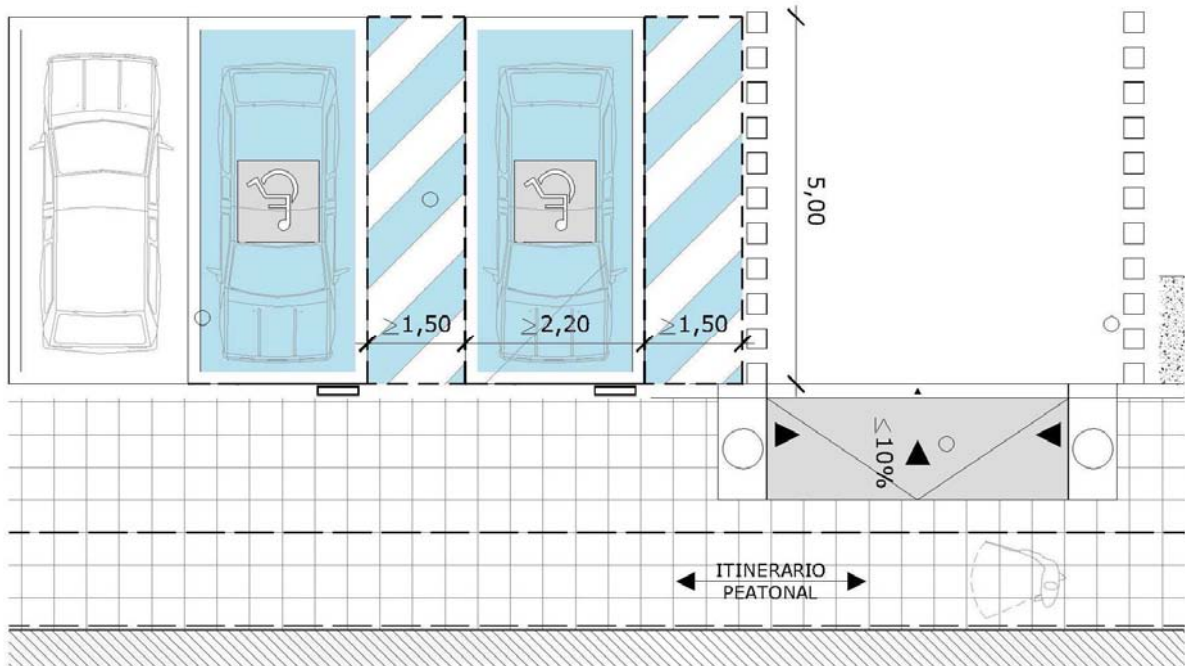 5,00
≥1,50
≥2,20
≥1,50
≤10%
ITINERARIO
PEATONAL